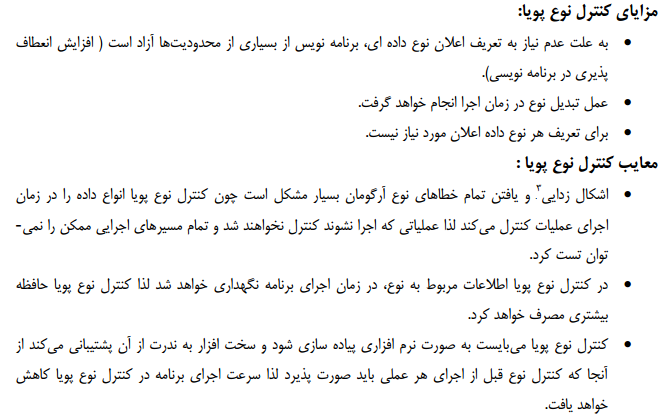 مزایای کنترل نوع پویا:
• به علت عدم نیاز به تعریف اعلان نوع داده ای، برنامه نویس از بسیاری از محدودیت‌ها آزاد است ( افزایش انعطاف
پذیری در برنامه نویسی).
• عمل تبدیل نوع در زمان اجرا انجام خواهد گرفت.
• برای تعریف هر نوع داده اعلان مورد نیاز نیست.
معایب کنترل نوع پویا :
• اشکال زدایی۳ و یافتن تمام خطاهای نوع آرگومان بسیار مشکل است چون کنترل نوع پویا انواع داده را در زمان
اجرای عملیات کنترل می‌کند لذا عملیاتی که اجرا نشوند کنترل نخواهند شد و تمام مسیرهای اجرایی ممکن را نمی-
توان تست کرد.
• در کنترل نوع پویا اطلاعات مربوط به نوع، در زمان اجرای برنامه نگهداری خواهد شد لذا کنترل نوع پویا حافظه
بیشتری مصرف خواهد کرد.
• کنترل نوع پویا می‌بایست به صورت نرم افزاری پیاده سازی شود و سخت افزار به ندرت از آن پشتیبانی می‌کند از
آنجا که کنترل نوع قبل از اجرای هر عملی باید صورت پذیرد لذا سرعت اجرای برنامه در کنترل نوع پویا کاهش
خواهد یافت.